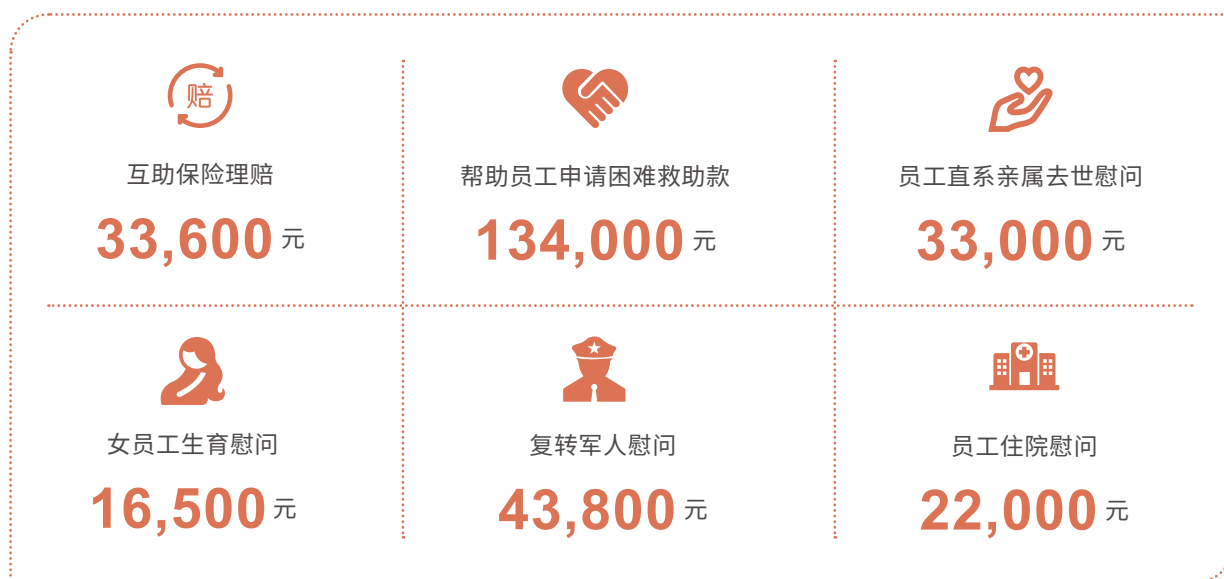 赔
互助保险理赔
33,600 元
帮助员工申请困难救助款
134,000 元
员工直系亲属去世慰问
33,000 元
女员工生育慰问
16,500 元
复转军人慰问
43,800 元
员工住院慰问
22,000 元